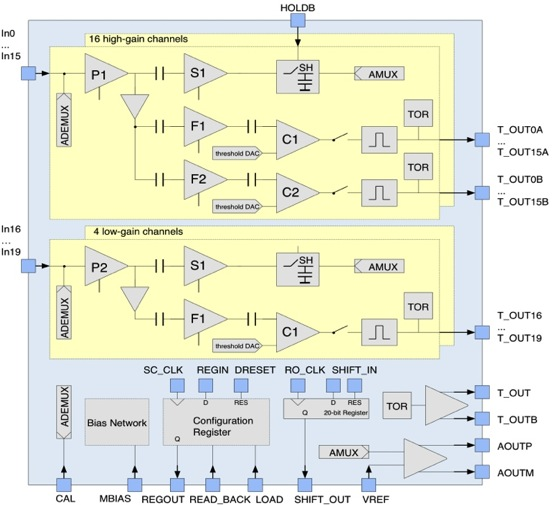 HOLDB
In0
...
In15
16 high-gain channels
P1
S1
SH
AMUX
ADEMUX
TOR
F1
C1
threshold DAC
T_OUT0A
...
T_OUT15A
TOR
F2
C2
threshold DAC
T_OUT0B
...
T_OUT15B
In16
...
In19
4 low-gain channels
P2
S1
SH
AMUX
ADEMUX
TOR
F1
C1
threshold DAC
T_OUT16
...
T_OUT19
SC_CLK REGIN DRESET RO_CLK SHIFT_IN
ADEMUX
Bias Network
D RES
Configuration
Register
Q
D RES
20-bit Register
Q
TOR
T_OUT
T_OUTB
AMUX
AOUTP
AOUTM
CAL MBIAS REGOUT READ_BACK LOAD SHIFT_OUT VREF